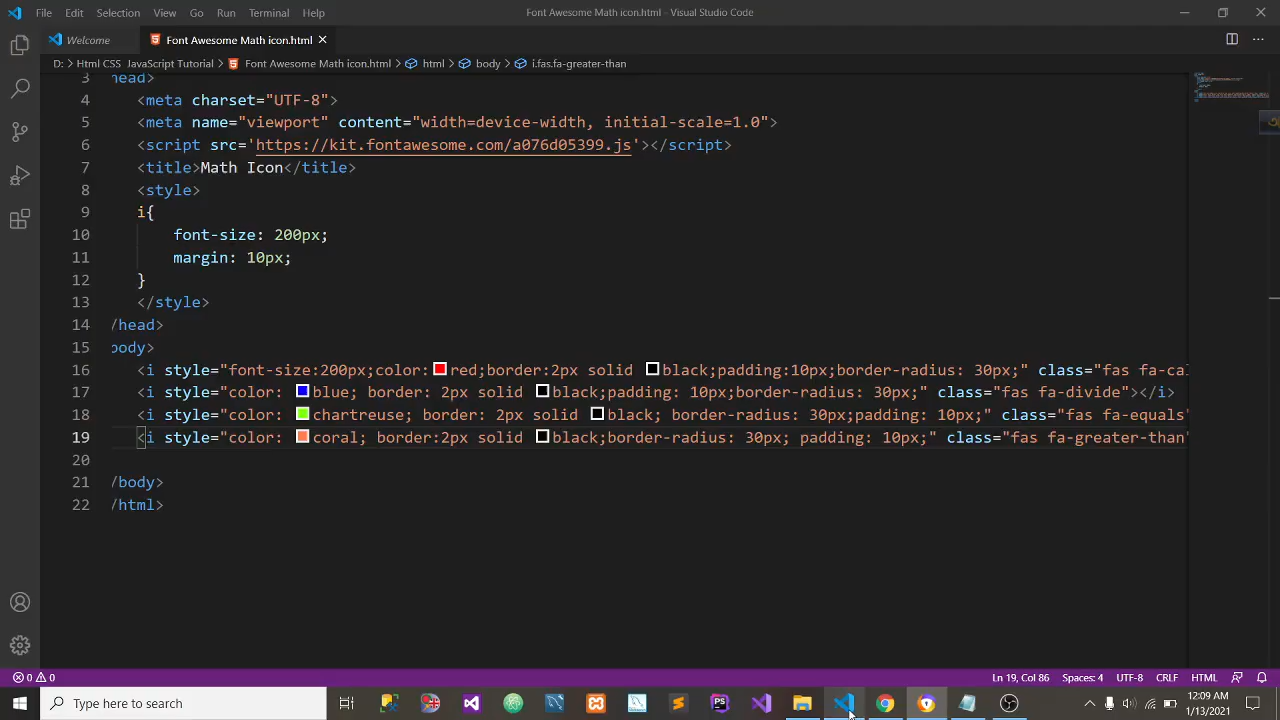 File Edit Selection View Go Run Terminal Help Font Awesome Math icon.html - Visual Studio Code
Welcome Font Awesome Math icon.html
D: > Html CSS JavaScript Tutorial > Font Awesome Math icon.html > html > body > i.fas.fa-greater-than
3 head>
4 <meta charset="UTF-8">
5 <meta name="viewport" content="width=device-width, initial-scale=1.0">
6 <script src='https://kit.fontawesome.com/a076d05399.js'></script>
7 <title>Math Icon</title>
8 <style>
9 i{
10 font-size: 200px;
11 margin: 10px;
12 }
13 </style>
14 /head>
15 body>
16 <i style="font-size:200px;color:red;border:2px solid black;padding:10px;border-radius: 30px;" class="fas fa-cal
17 <i style="color: blue; border: 2px solid black;padding: 10px;border-radius: 30px;" class="fas fa-divide"></i>
18 <i style="color: chartreuse; border: 2px solid black; border-radius: 30px;padding: 10px;" class="fas fa-equals"
19 <i style="color: coral; border:2px solid black;border-radius: 30px; padding: 10px;" class="fas fa-greater-than"
20
21 /body>
22 /html>
0 0 Ln 19, Col 86 Spaces: 4 UTF-8 CRLF HTML
Type here to search PS 12:09 AM
1/13/2021